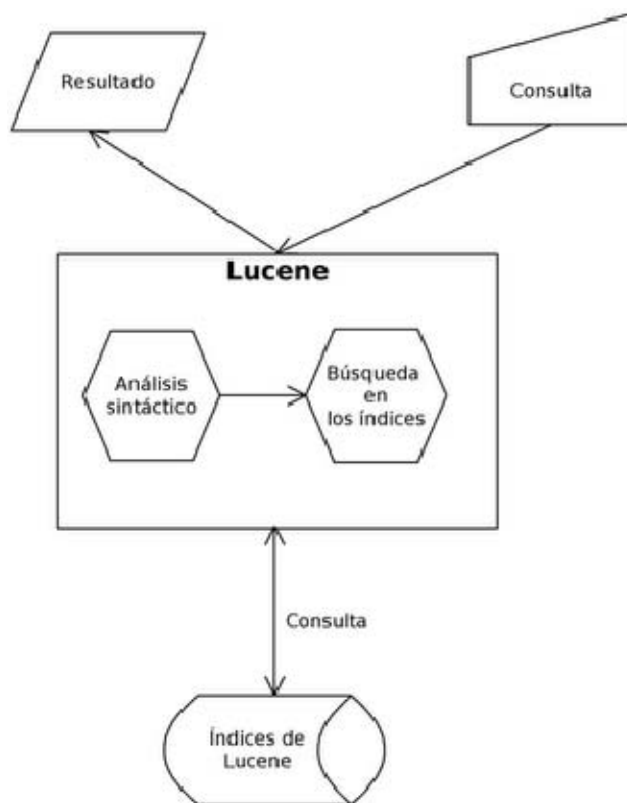 Resultado
Consulta
Lucene
Análisis
sintáctico
Búsqueda
en
los índices
Consulta
Índices de
Lucene